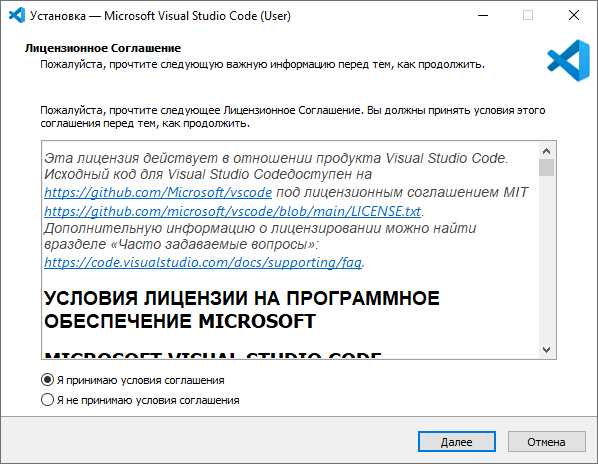 Установка — Microsoft Visual Studio Code (User)
Лицензионное Соглашение
Пожалуйста, прочтите следующую важную информацию перед тем, как продолжить.
Пожалуйста, прочтите следующее Лицензионное Соглашение. Вы должны принять условия этого
соглашения перед тем, как продолжить.
Эта лицензия действует в отношении продукта Visual Studio Code.
Исходный код для Visual Studio Codeдоступен на
https://github.com/Microsoft/vscode под лицензионным соглашением MIT
https://github.com/microsoft/vscode/blob/main/LICENSE.txt.
Дополнительную информацию о лицензировании можно найти
вразделе «Часто задаваемые вопросы»:
https://code.visualstudio.com/docs/supporting/faq.
УСЛОВИЯ ЛИЦЕНЗИИ НА ПРОГРАММНОЕ
ОБЕСПЕЧЕНИЕ MICROSOFT
MICROSOFT VISUAL STUDIO CODE
Я принимаю условия соглашения
Я не принимаю условия соглашения
Далее
Отмена